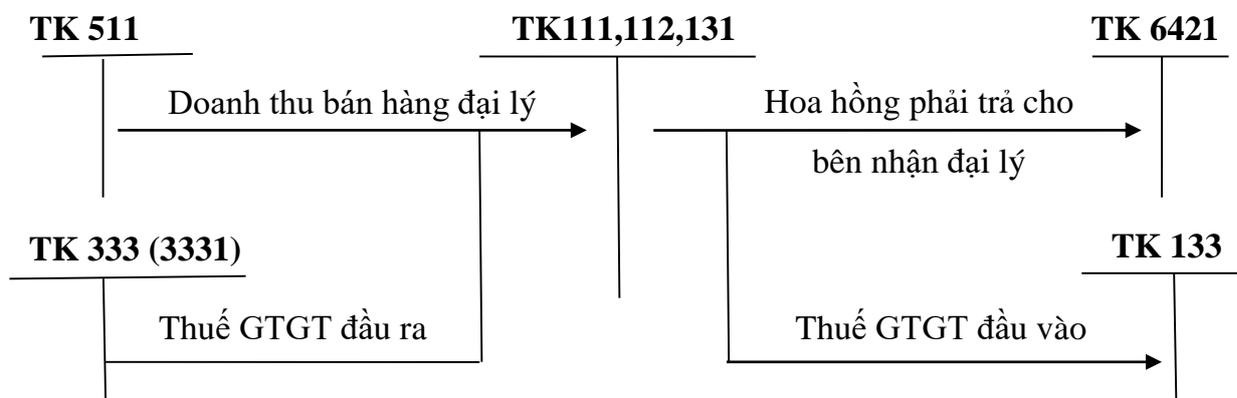 TK 511
TK111,112,131
TK 6421
Doanh thu bán hàng đại lý
Hoa hồng phải trả cho
bên nhận đại lý
TK 333 (3331)
TK 133
Thuế GTGT đầu ra
Thuế GTGT đầu vào